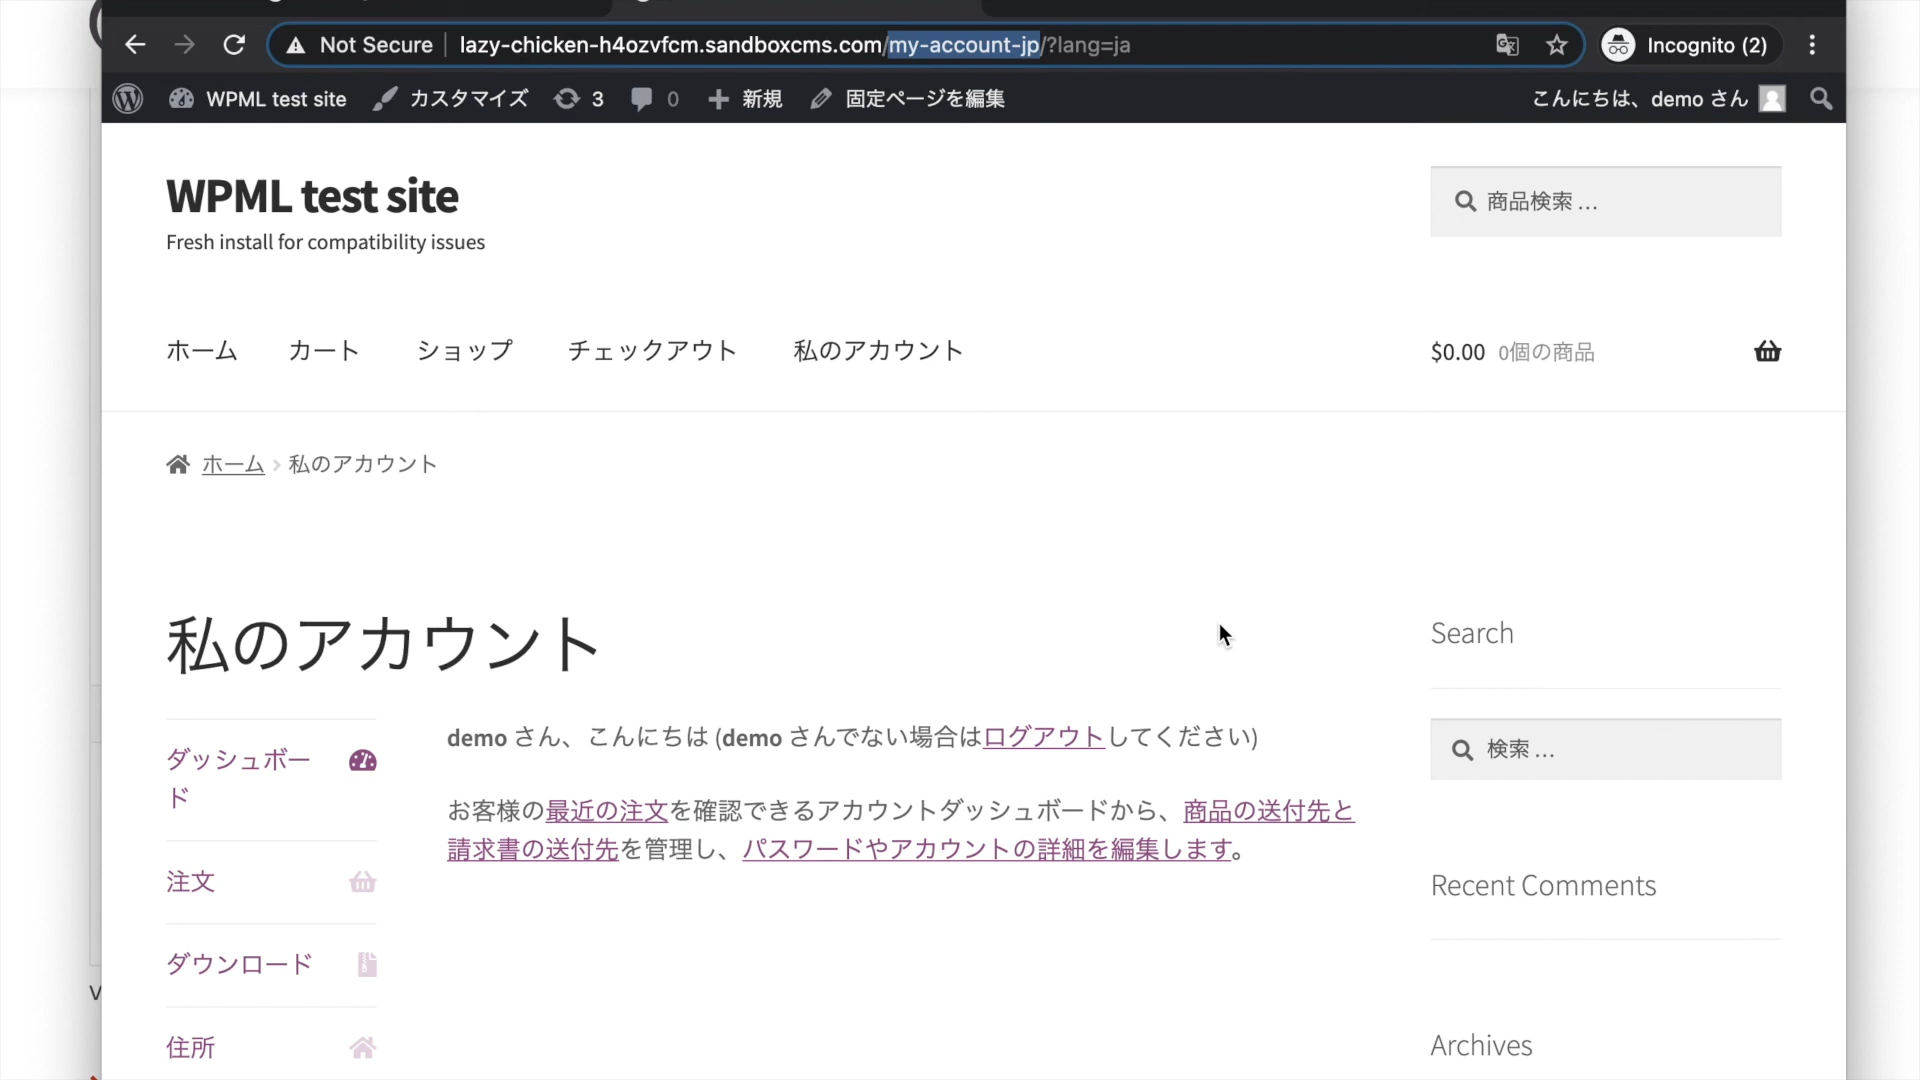 Not Secure lazy-chicken-h4ozvfcm.sandboxcms.com/my-account-jp/?lang=ja Incognito (2)
WPML test site カスタマイズ 3 0 新規 固定ページを編集 こんにちは、demo さん
WPML test site
Fresh install for compatibility issues
商品検索 …
ホーム カート ショップ チェックアウト 私のアカウント $0.00 0個の商品
ホーム 私のアカウント
私のアカウント
ダッシュボー
ド
注文
ダウンロード
住所
demo さん、こんにちは (demo さんでない場合はログアウトしてください)
お客様の最近の注文を確認できるアカウントダッシュボードから、商品の送付先と
請求書の送付先を管理し、パスワードやアカウントの詳細を編集します。
Search
検索 …
Recent Comments
Archives